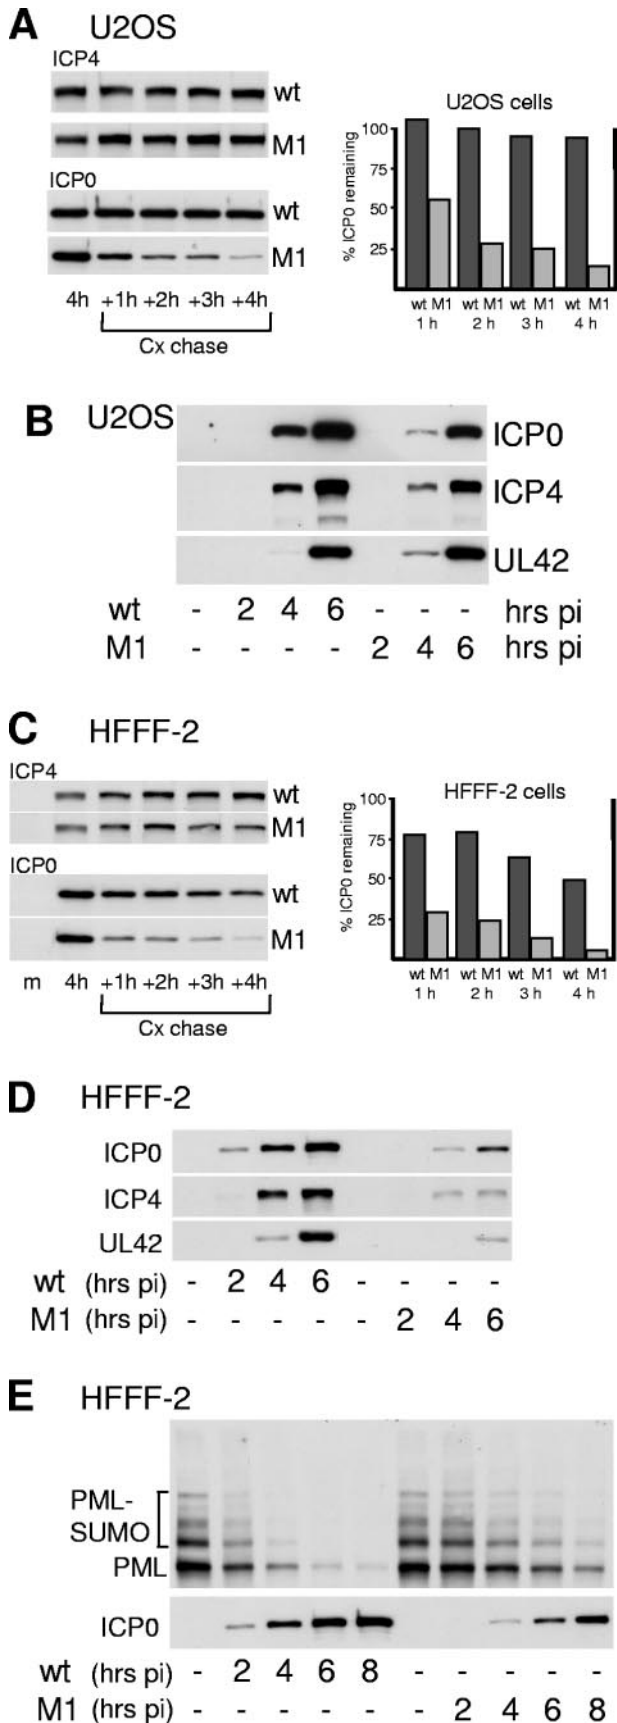 A U2OS
ICP4
wt
M1
ICP0
wt
M1
4h +1h +2h +3h +4h
Cx chase
U2OS cells
% ICP0 remaining
100
75
50
25
wt M1 wt M1 wt M1 wt M1
1 h 2 h 3 h 4 h
B U2OS
ICP0
ICP4
UL42
wt - 2 4 6 - - - hrs pi
M1 - - - - 2 4 6 hrs pi
C HFFF-2
ICP4
wt
M1
ICP0
wt
M1
m 4h +1h +2h +3h +4h
Cx chase
HFFF-2 cells
% ICP0 remaining
100
75
50
25
wt M1 wt M1 wt M1 wt M1
1 h 2 h 3 h 4 h
D HFFF-2
ICP0
ICP4
UL42
wt (hrs pi) - 2 4 6 - - - -
M1 (hrs pi) - - - - - 2 4 6
E HFFF-2
PML-
SUMO
PML
ICP0
wt (hrs pi) - 2 4 6 8 - - - - -
M1 (hrs pi) - - - - - - 2 4 6 8